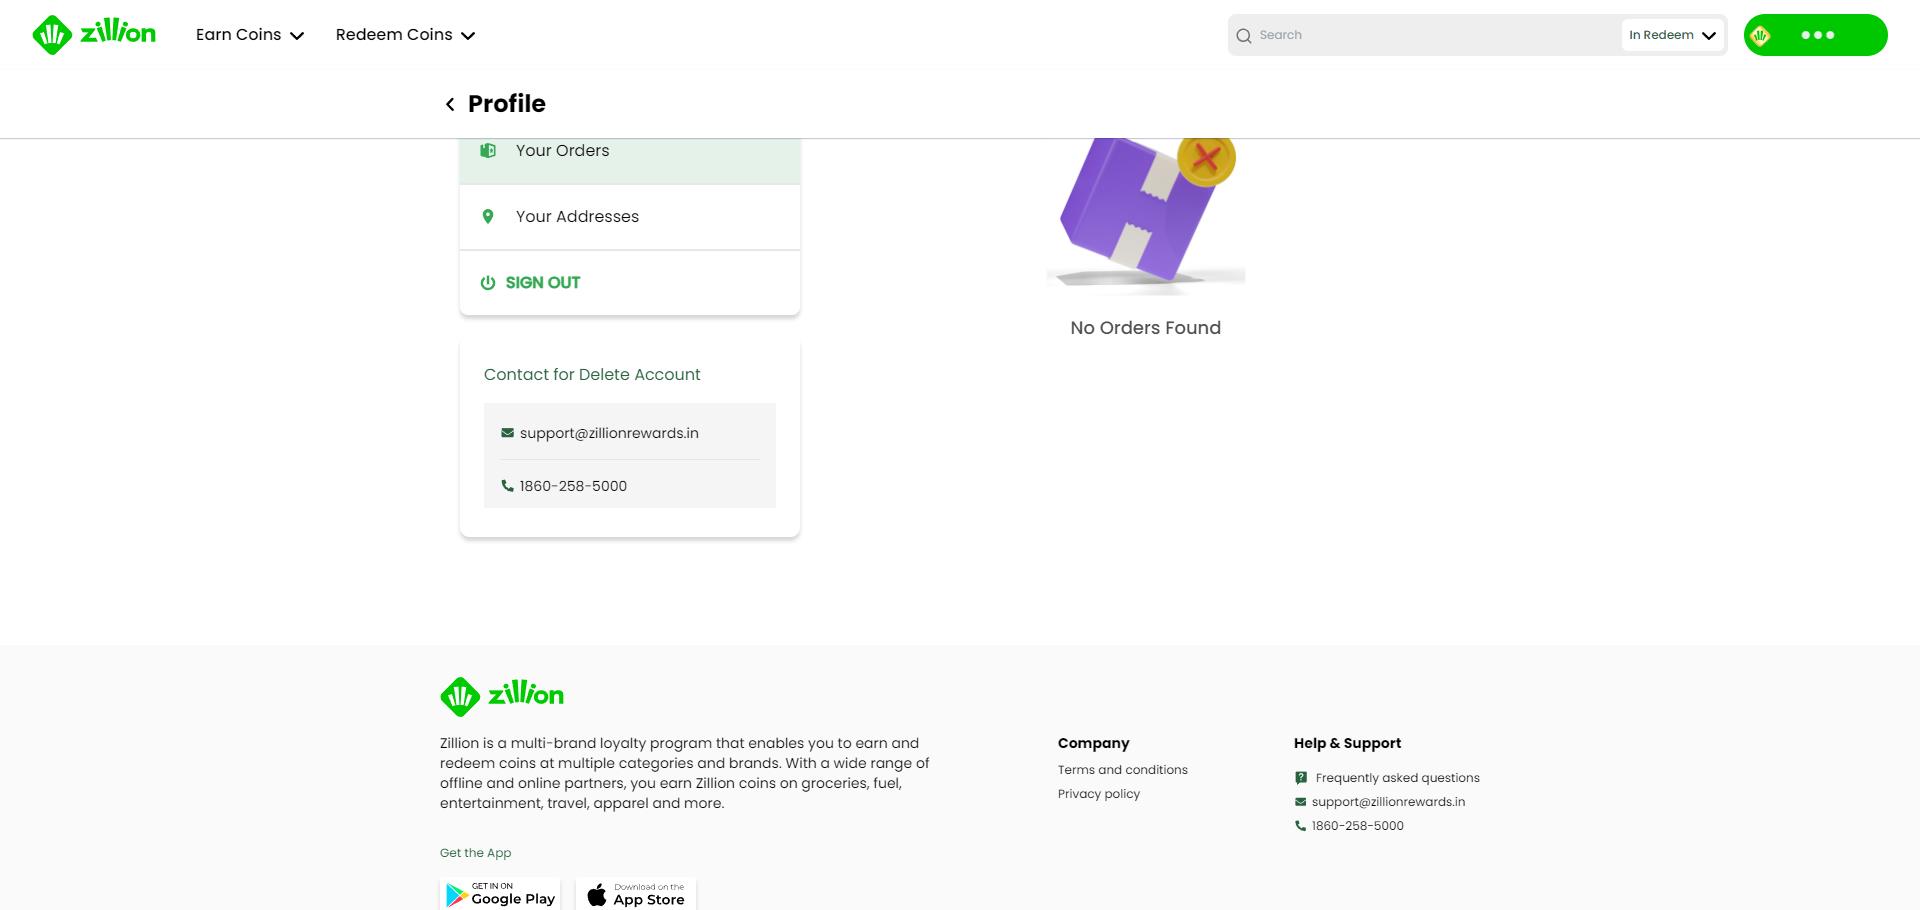 zillion
Earn Coins
Redeem Coins
Search
In Redeem
Profile
Your Orders
Your Addresses
SIGN OUT
Contact for Delete Account
support@zillionrewards.in
1860-258-5000
No Orders Found
zillion
Zillion is a multi-brand loyalty program that enables you to earn and
redeem coins at multiple categories and brands. With a wide range of
offline and online partners, you earn Zillion coins on groceries, fuel,
entertainment, travel, apparel and more.
Company
Terms and conditions
Privacy policy
Help & Support
Frequently asked questions
support@zillionrewards.in
1860-258-5000
Get the App
GET IN ON
Google Play
Download on the
App Store